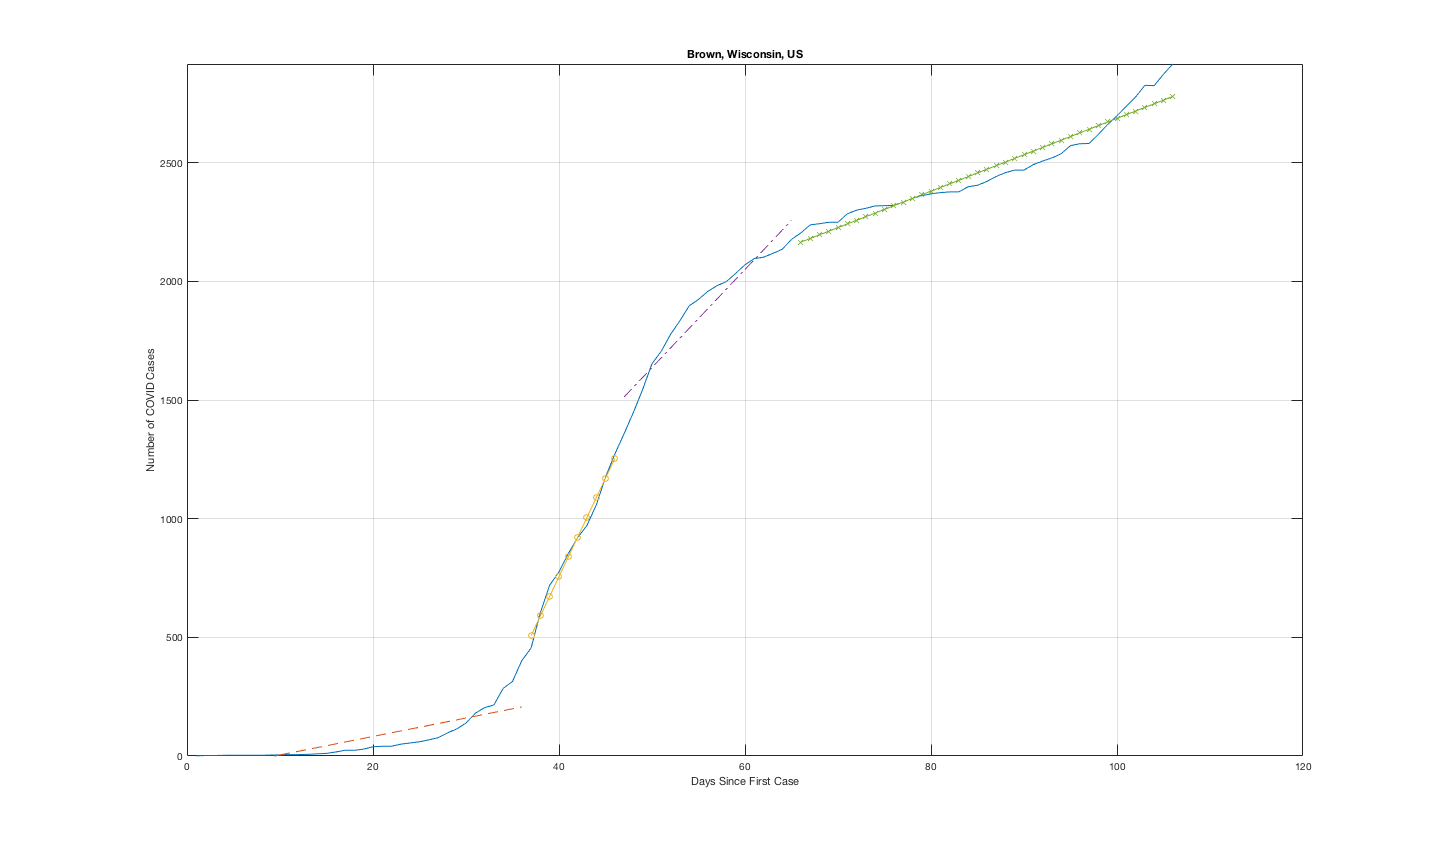 Brown, Wisconsin, US
2500
2000
1500
1000
500
0
Number of COVID Cases
0 20 40 60 80 100 120
Days Since First Case